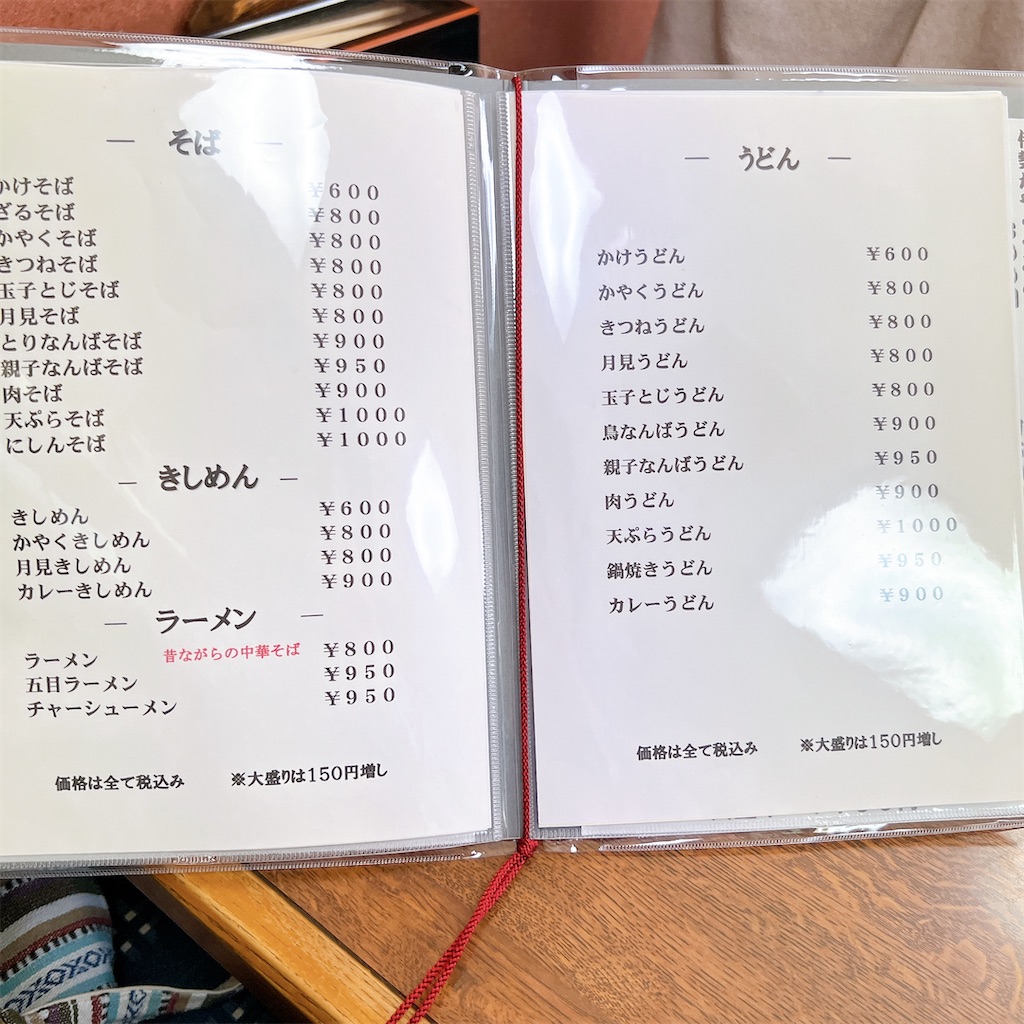 — そば —
かけそば ¥600
ざるそば ¥800
かやくそば ¥800
きつねそば ¥800
玉子とじそば ¥800
月見そば ¥800
とりなんばそば ¥900
親子なんばそば ¥950
肉そば ¥900
天ぷらそば ¥1000
にしんそば ¥1000
— きしめん —
きしめん ¥600
かやくきしめん ¥800
月見きしめん ¥800
カレーきしめん ¥900
— ラーメン —
ラーメン 昔ながらの中華そば ¥800
五目ラーメン ¥950
チャーシューメン ¥950
価格は全て税込み ※大盛りは150円増し
— うどん —
かけうどん ¥600
かやくうどん ¥800
きつねうどん ¥800
月見うどん ¥800
玉子とじうどん ¥800
鳥なんばうどん ¥900
親子なんばうどん ¥950
肉うどん ¥900
天ぷらうどん ¥1000
鍋焼きうどん ¥950
カレーうどん ¥900
価格は全て税込み ※大盛りは150円増し